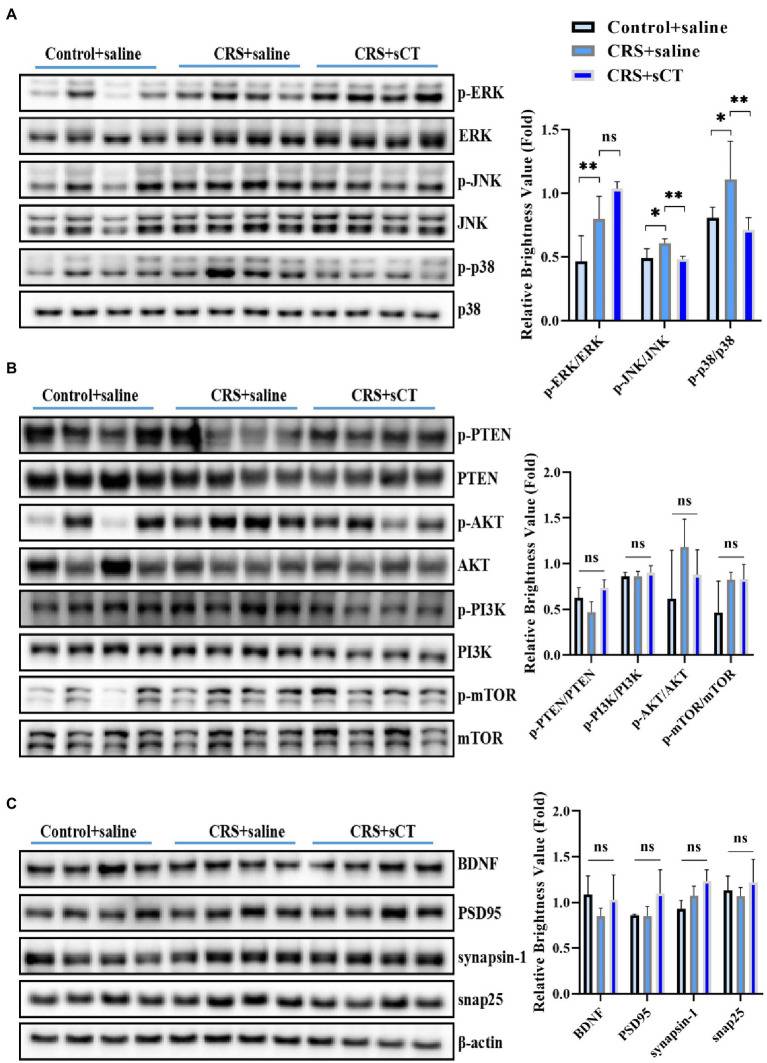 A
Control+saline CRS+saline CRS+sCT
p-ERK
ERK
p-JNK
JNK
p-p38
p38
Control+saline
CRS+saline
CRS+sCT
Relative Brightness Value (Fold)
1.5
1.0
0.5
0.0
** ns
* **
* **
p-ERK/ERK
p-JNK/JNK
p-p38/p38
B
Control+saline CRS+saline CRS+sCT
p-PTEN
PTEN
p-AKT
AKT
p-PI3K
PI3K
p-mTOR
mTOR
Relative Brightness Value (Fold)
2.0
1.5
1.0
0.5
0.0
ns ns ns ns
p-PTEN/PTEN
p-PI3K/PI3K
p-AKT/AKT
p-mTOR/mTOR
C
Control+saline CRS+saline CRS+sCT
BDNF
PSD95
synapsin-1
snap25
β-actin
Relative Brightness Value (Fold)
2.0
1.5
1.0
0.5
0.0
ns ns ns ns
BDNF
PSD95
synapsin-1
snap25